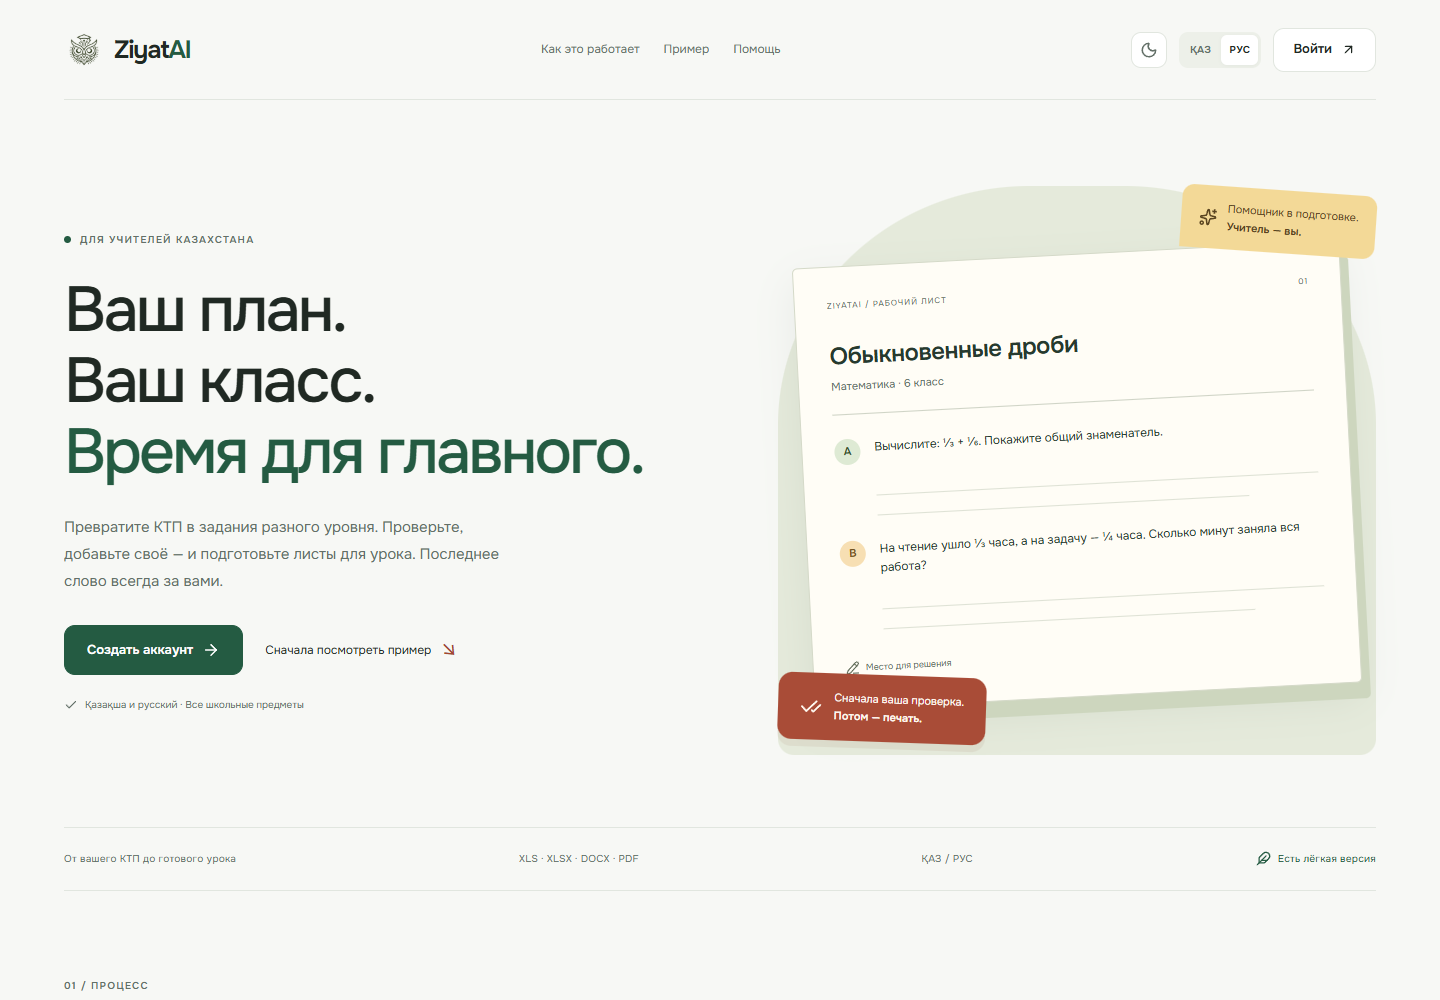 ZiyatAI
Как это работает
Пример
Помощь
ҚАЗ
РУС
Войти
ДЛЯ УЧИТЕЛЕЙ КАЗАХСТАНА
Ваш план.
Ваш класс.
Время для главного.
Превратите КТП в задания разного уровня. Проверьте,
добавьте своё — и подготовьте листы для урока. Последнее
слово всегда за вами.
Создать аккаунт
Сначала посмотреть пример
Қазақша и русский · Все школьные предметы
Помощник в подготовке.
Учитель — вы.
ZIYATAI / РАБОЧИЙ ЛИСТ
01
Обыкновенные дроби
Математика · 6 класс
A
Вычислите: ⅓ + ⅙. Покажите общий знаменатель.
B
На чтение ушло ⅓ часа, а на задачу — ¼ часа. Сколько минут заняла вся
работа?
Место для решения
Сначала ваша проверка.
Потом — печать.
От вашего КТП до готового урока
XLS · XLSX · DOCX · PDF
ҚАЗ / РУС
Есть лёгкая версия
01 / ПРОЦЕСС